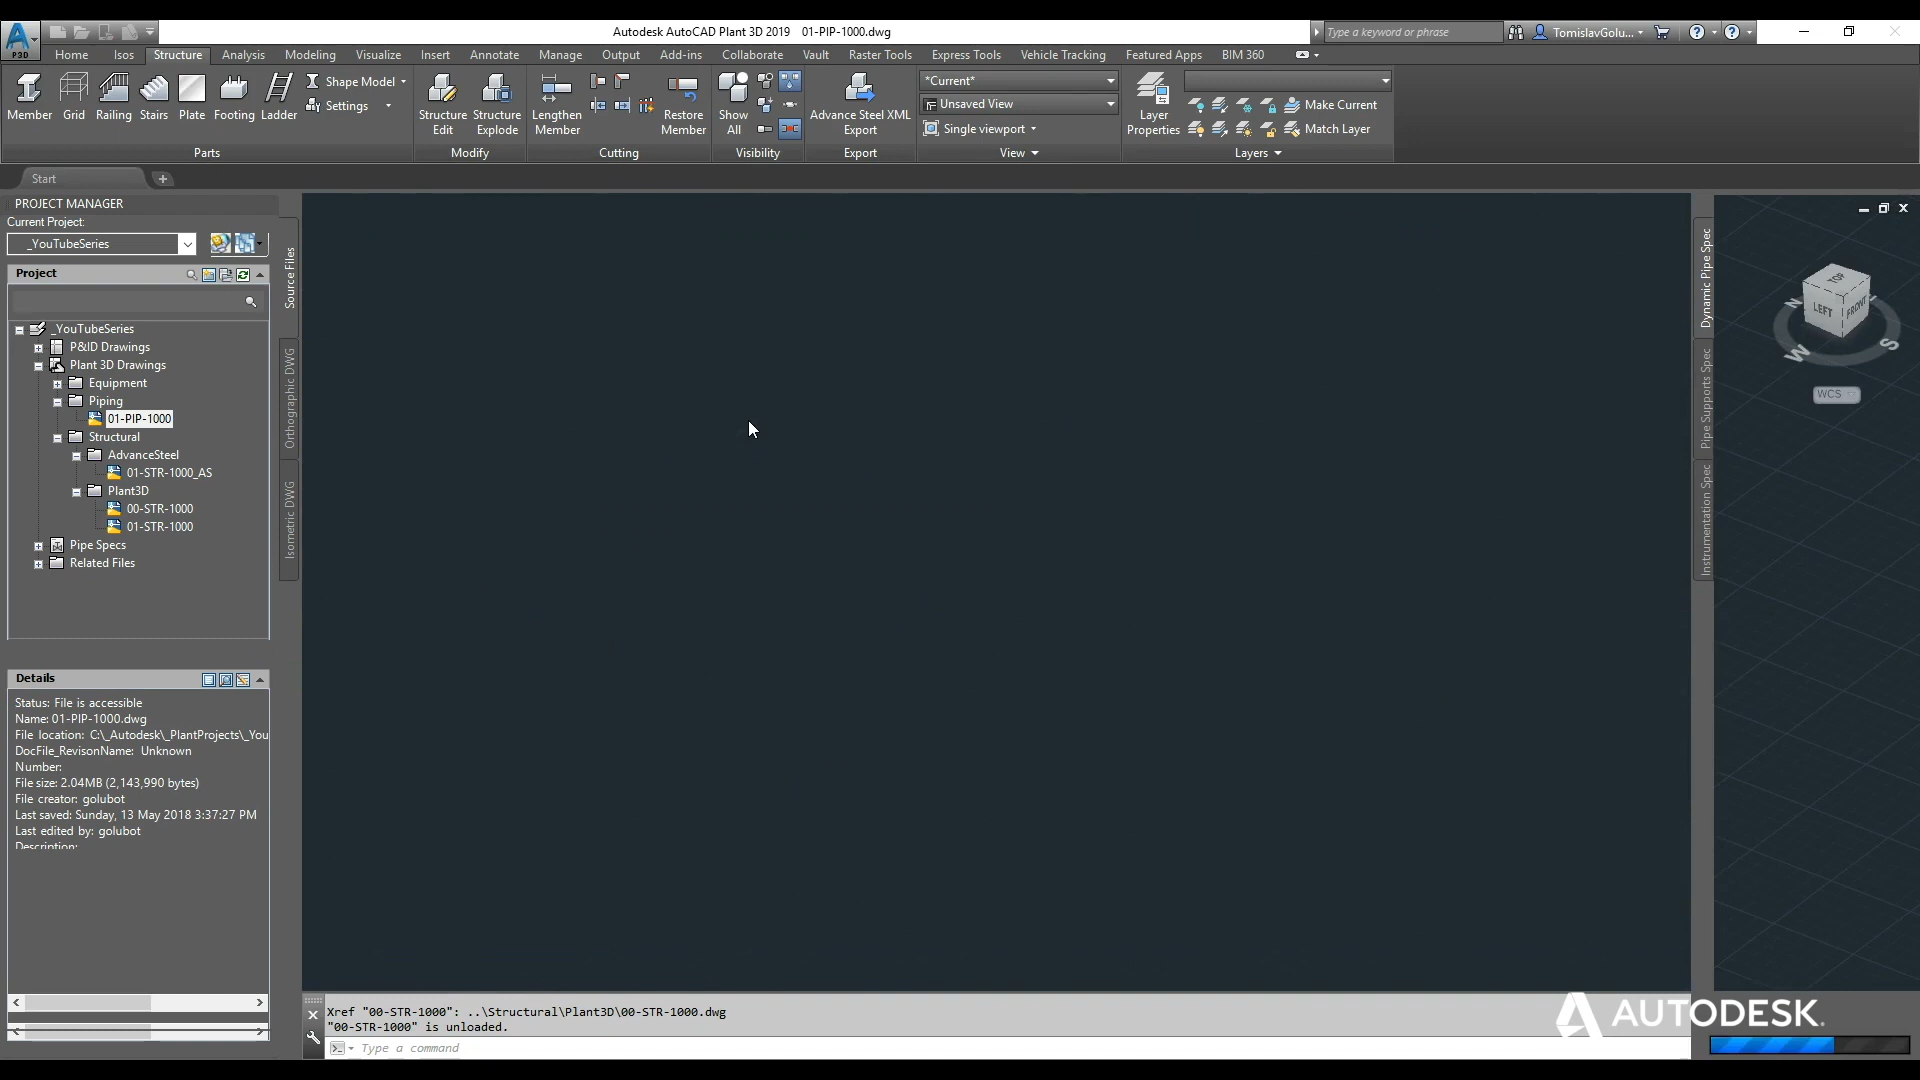 Autodesk AutoCAD Plant 3D 2019 01-PIP-1000.dwg
Type a keyword or phrase
TomislavGolu...
P3D
Home Isos Structure Analysis Modeling Visualize Insert Annotate Manage Output Add-ins Collaborate Vault Raster Tools Express Tools Vehicle Tracking Featured Apps BIM 360
Member Grid Railing Stairs Plate Footing Ladder
Shape Model
Settings
Structure Edit
Structure Explode
Lengthen Member
Restore Member
Show All
Advance Steel XML Export
*Current*
Unsaved View
Single viewport
Layer Properties
Make Current
Match Layer
Parts Modify Cutting Visibility Export View Layers
Start
PROJECT MANAGER
Current Project:
_YouTubeSeries
Project
_YouTubeSeries
P&ID Drawings
Plant 3D Drawings
Equipment
Piping
01-PIP-1000
Structural
AdvanceSteel
01-STR-1000_AS
Plant3D
00-STR-1000
01-STR-1000
Pipe Specs
Related Files
Source Files
Orthographic DWG
Isometric DWG
Details
Status: File is accessible
Name: 01-PIP-1000.dwg
File location: C:\_Autodesk\_PlantProjects\_You
DocFile_RevisonName: Unknown
Number:
File size: 2.04MB (2,143,990 bytes)
File creator: golubot
Last saved: Sunday, 13 May 2018 3:37:27 PM
Last edited by: golubot
Description:
Xref "00-STR-1000": ..\Structural\Plant3D\00-STR-1000.dwg
"00-STR-1000" is unloaded.
Type a command
Dynamic Pipe Spec
Pipe Supports Spec
Instrumentation Spec
TOP
LEFT
FRONT
N
W
S
WCS
AUTODESK.